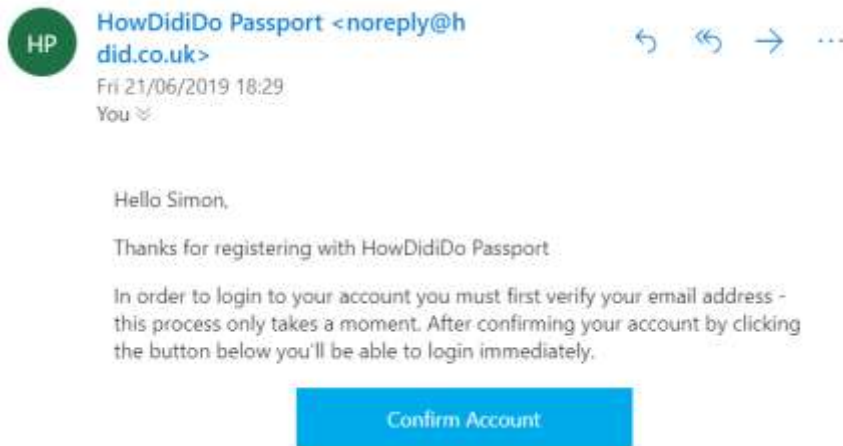 HP
HowDidiDo Passport <noreply@h
did.co.uk>
Fri 21/06/2019 18:29
You
Hello Simon,
Thanks for registering with HowDidiDo Passport
In order to login to your account you must first verify your email address -
this process only takes a moment. After confirming your account by clicking
the button below you'll be able to login immediately.
Confirm Account